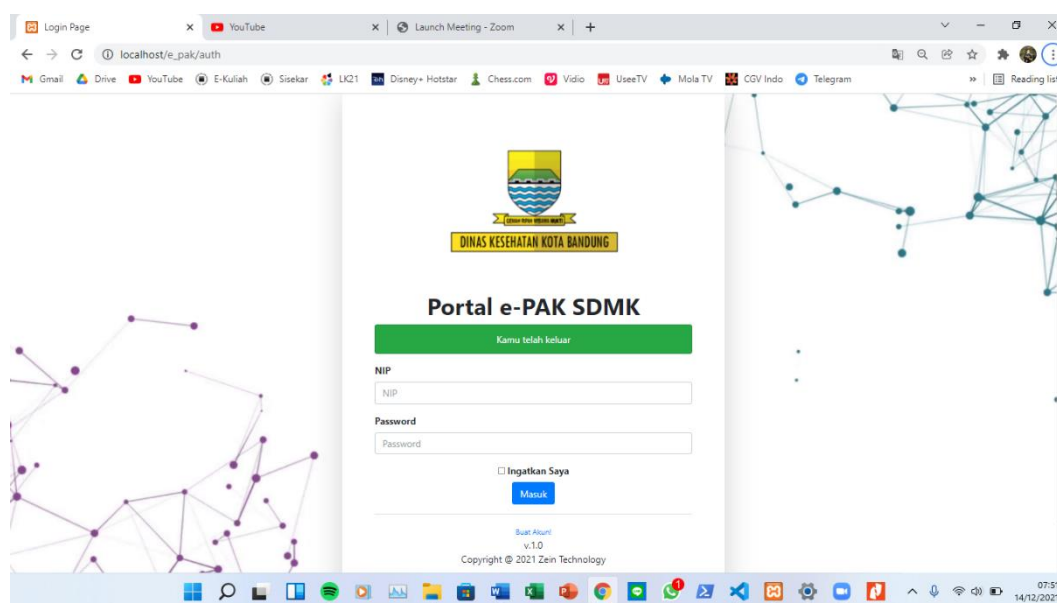 Login Page
YouTube
Launch Meeting - Zoom
localhost/e_pak/auth
Gmail Drive YouTube E-Kuliah Sisekar LK21 Disney+ Hotstar Chess.com Vidio UseeTV Mola TV CGV Indo Telegram » Reading list
DINAS KESEHATAN KOTA BANDUNG
Portal e-PAK SDMK
Kamu telah keluar
NIP
NIP
Password
Password
Ingatkan Saya
Masuk
Buat Akun!
v.1.0
Copyright @ 2021 Zein Technology